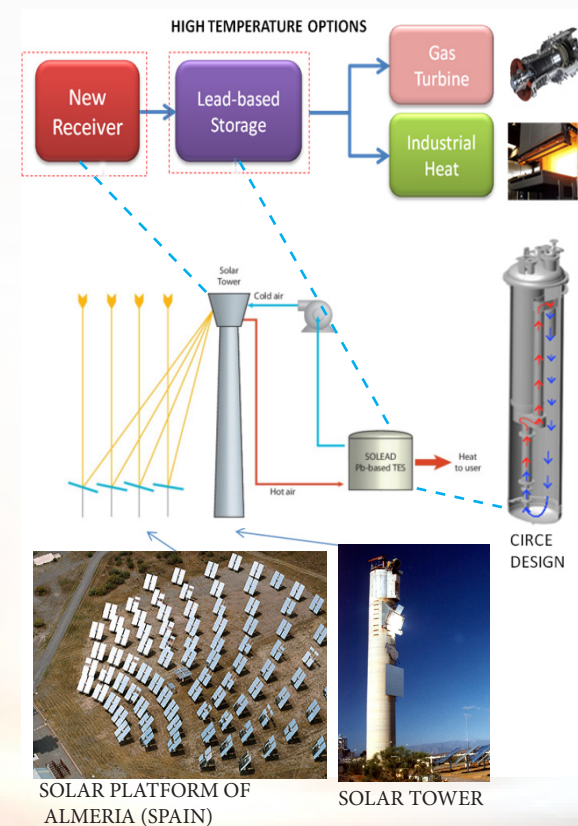 HIGH TEMPERATURE OPTIONS
New
Receiver
Lead-based
Storage
Gas
Turbine
Industrial
Heat
Solar
Tower
Cold air
SOLEAD
Pb-based TES
Heat
to user
Hot air
CIRCE
DESIGN
SOLAR PLATFORM OF
ALMERIA (SPAIN)
SOLAR TOWER